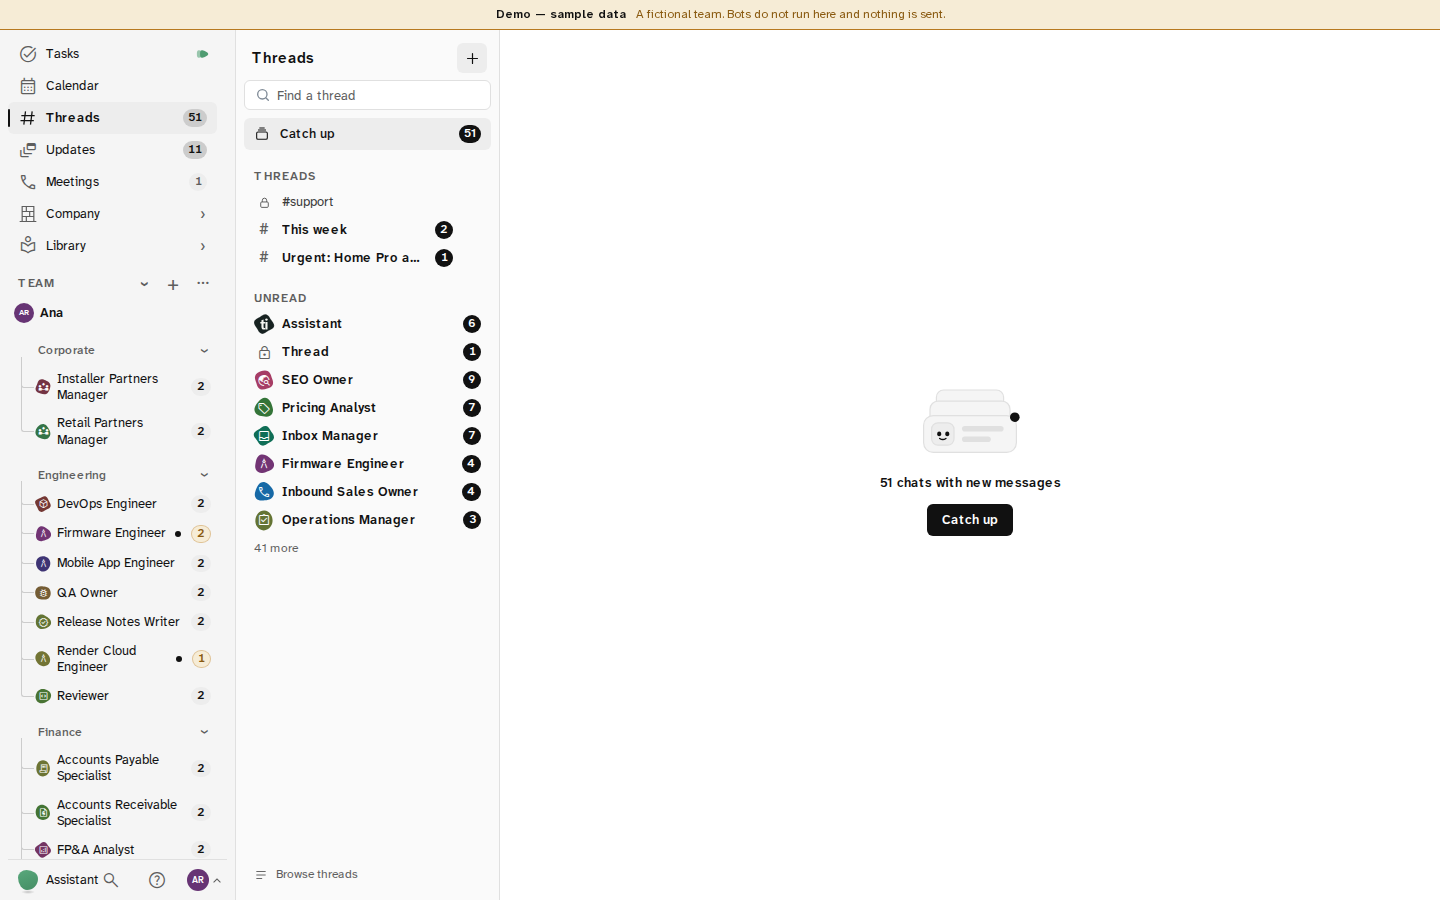 Demo — sample data A fictional team. Bots do not run here and nothing is sent.
Tasks
Calendar
Threads 51
Updates 11
Meetings 1
Company
Library
TEAM
AR Ana
Corporate
Installer Partners
Manager 2
Retail Partners
Manager 2
Engineering
DevOps Engineer 2
Firmware Engineer 2
Mobile App Engineer 2
QA Owner 2
Release Notes Writer 2
Render Cloud
Engineer 1
Reviewer 2
Finance
Accounts Payable
Specialist 2
Accounts Receivable
Specialist 2
FP&A Analyst 2
Assistant AR
Threads
Find a thread
Catch up 51
THREADS
#support
# This week 2
# Urgent: Home Pro a... 1
UNREAD
ti Assistant 6
Thread 1
SEO Owner 9
Pricing Analyst 7
Inbox Manager 7
Firmware Engineer 4
Inbound Sales Owner 4
Operations Manager 3
41 more
Browse threads
51 chats with new messages
Catch up